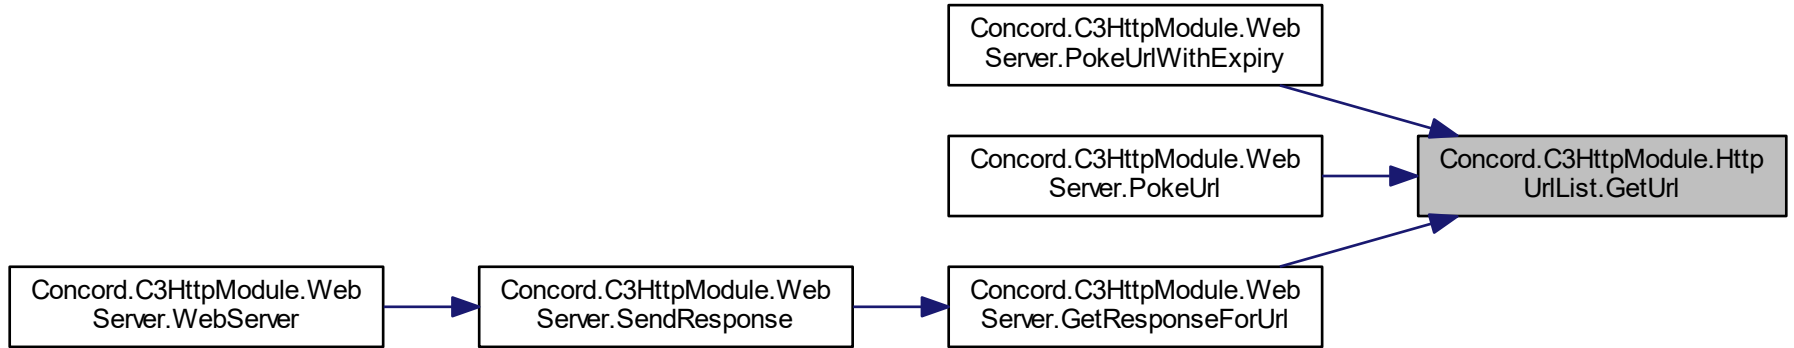 Concord.C3HttpModule.Web
Server.PokeUrlWithExpiry
Concord.C3HttpModule.Web
Server.PokeUrl
Concord.C3HttpModule.Http
UrlList.GetUrl
Concord.C3HttpModule.Web
Server.WebServer
Concord.C3HttpModule.Web
Server.SendResponse
Concord.C3HttpModule.Web
Server.GetResponseForUrl